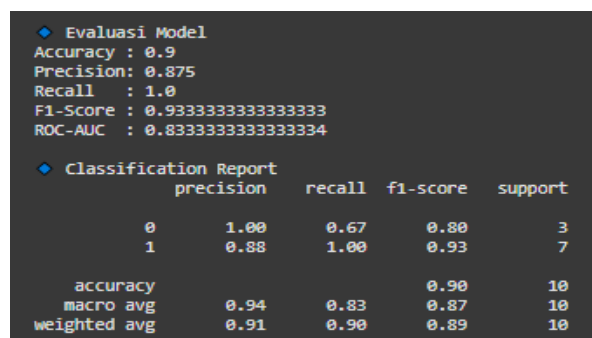 🔹 Evaluasi Model
Accuracy : 0.9
Precision: 0.875
Recall   : 1.0
F1-Score : 0.9333333333333333
ROC-AUC  : 0.8333333333333334
🔹 Classification Report
              precision    recall  f1-score   support
           0       1.00      0.67      0.80         3
           1       0.88      1.00      0.93         7
    accuracy                           0.90        10
   macro avg       0.94      0.83      0.87        10
weighted avg       0.91      0.90      0.89        10